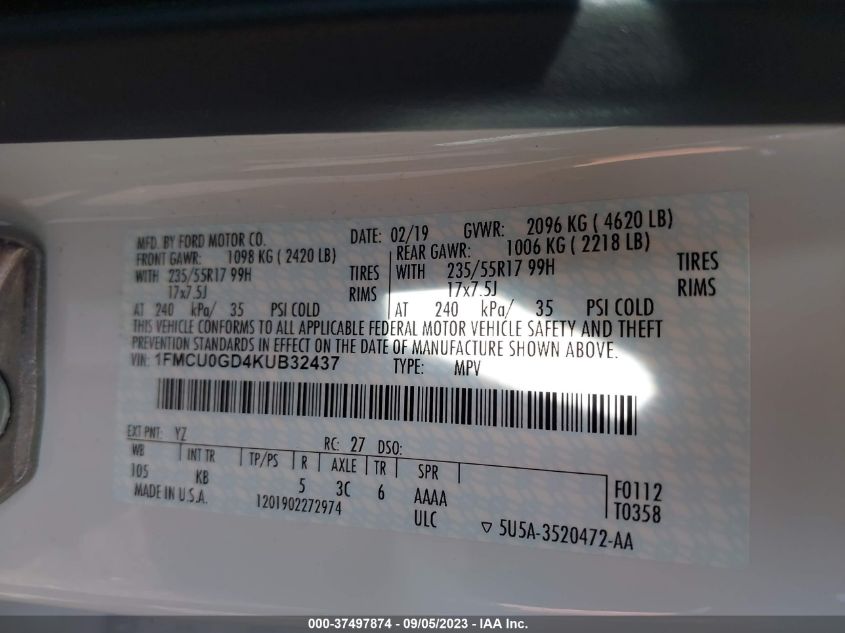 MFD. BY FORD MOTOR CO. DATE: 02/19 GVWR: 2096 KG ( 4620 LB)
FRONT GAWR: 1098 KG ( 2420 LB) REAR GAWR: 1006 KG ( 2218 LB)
WITH 235/55R17 99H TIRES WITH 235/55R17 99H TIRES
17x7.5J RIMS 17x7.5J RIMS
AT 240 kPa/ 35 PSI COLD AT 240 kPa/ 35 PSI COLD
THIS VEHICLE CONFORMS TO ALL APPLICABLE FEDERAL MOTOR VEHICLE SAFETY AND THEFT
PREVENTION STANDARDS IN EFFECT ON THE DATE OF MANUFACTURE SHOWN ABOVE.
VIN: 1FMCU0GD4KUB32437 TYPE: MPV
EXT PNT: YZ RC: 27 DSO:
WB INT TR TP/PS R AXLE TR SPR
105 KB 5 3C 6 AAAA F0112
MADE IN U.S.A. 1201902272974 ULC T0358
▽ 5U5A-3520472-AA
000-37497874 - 09/05/2023 - IAA Inc.